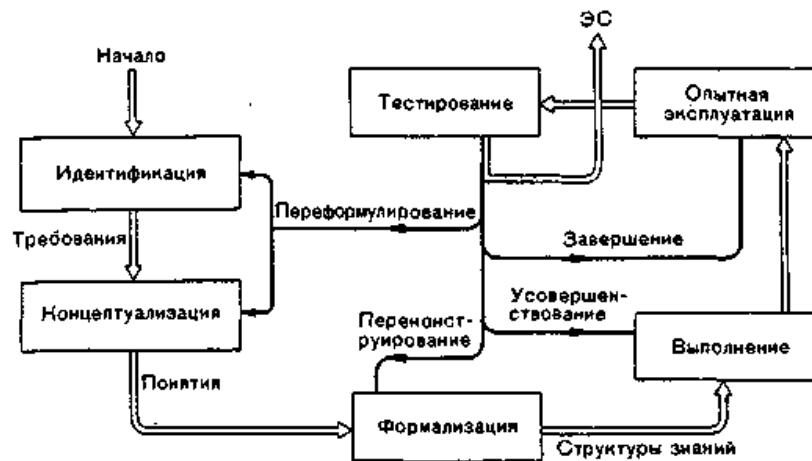 ЭС
Начало
Тестирование
Опытная
эксплуатация
Идентификация
Переформулирование
Требования
Завершение
Концептуализация
Усовершен-
ствование
Переконст-
руирование
Выполнение
Понятия
Формализация
Структуры знаний